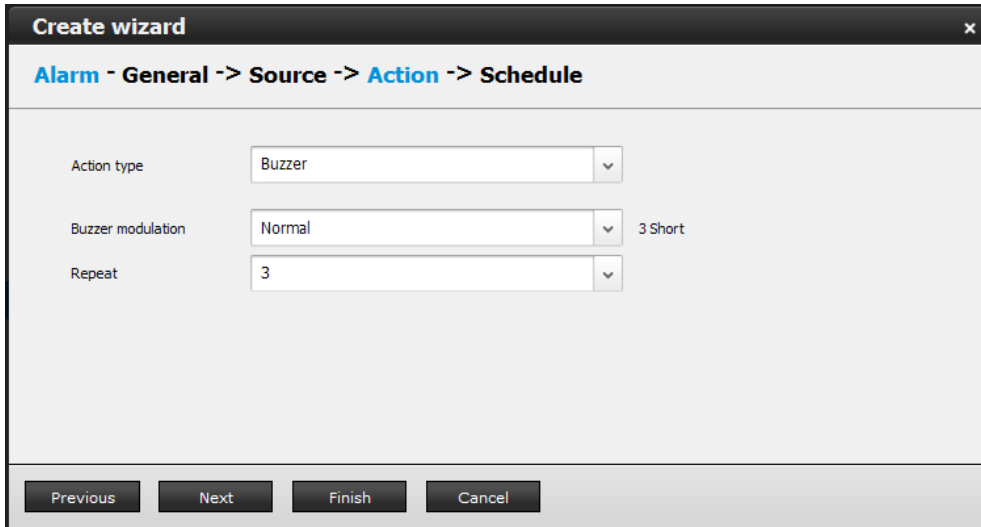 Create wizard ×
Alarm - General -> Source -> Action -> Schedule
Action type Buzzer
Buzzer modulation Normal 3 Short
Repeat 3
Previous Next Finish Cancel